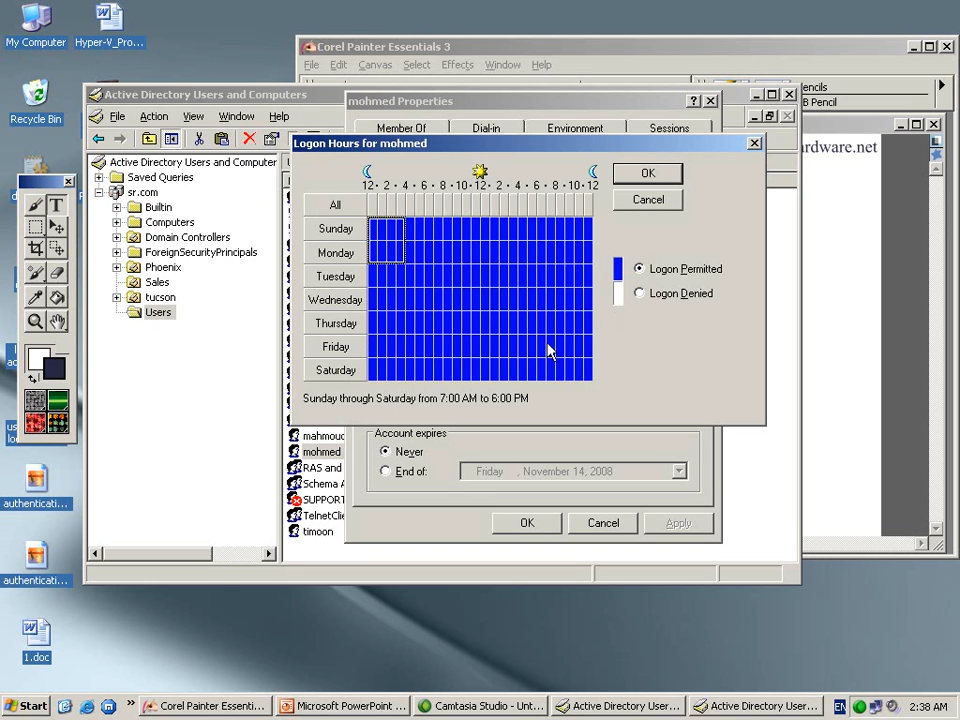 My Computer
Hyper-V_Pro...
Recycle Bin
authenticati...
authenticati...
1.doc
Corel Painter Essentials 3
File Edit Canvas Select Effects Window Help
encils
B Pencil
ardware.net
Active Directory Users and Computers
File Action View Window Help
Active Directory Users and Computer
Saved Queries
sr.com
Builtin
Computers
Domain Controllers
ForeignSecurityPrincipals
Phoenix
Sales
tucson
Users
mahmoud
mohmed
RAS and
Schema A
SUPPORT
TelnetClie
timoon
mohmed Properties
Member Of Dial-in Environment Sessions
Logon Hours for mohmed
12 · 2 · 4 · 6 · 8 · 10 · 12 · 2 · 4 · 6 · 8 · 10 · 12
All
Sunday
Monday
Tuesday
Wednesday
Thursday
Friday
Saturday
OK
Cancel
Logon Permitted
Logon Denied
Sunday through Saturday from 7:00 AM to 6:00 PM
Account expires
Never
End of: Friday , November 14, 2008
OK Cancel Apply
Start
Corel Painter Essenti...
Microsoft PowerPoint ...
Camtasia Studio - Unt...
Active Directory User...
Active Directory User...
EN
2:38 AM